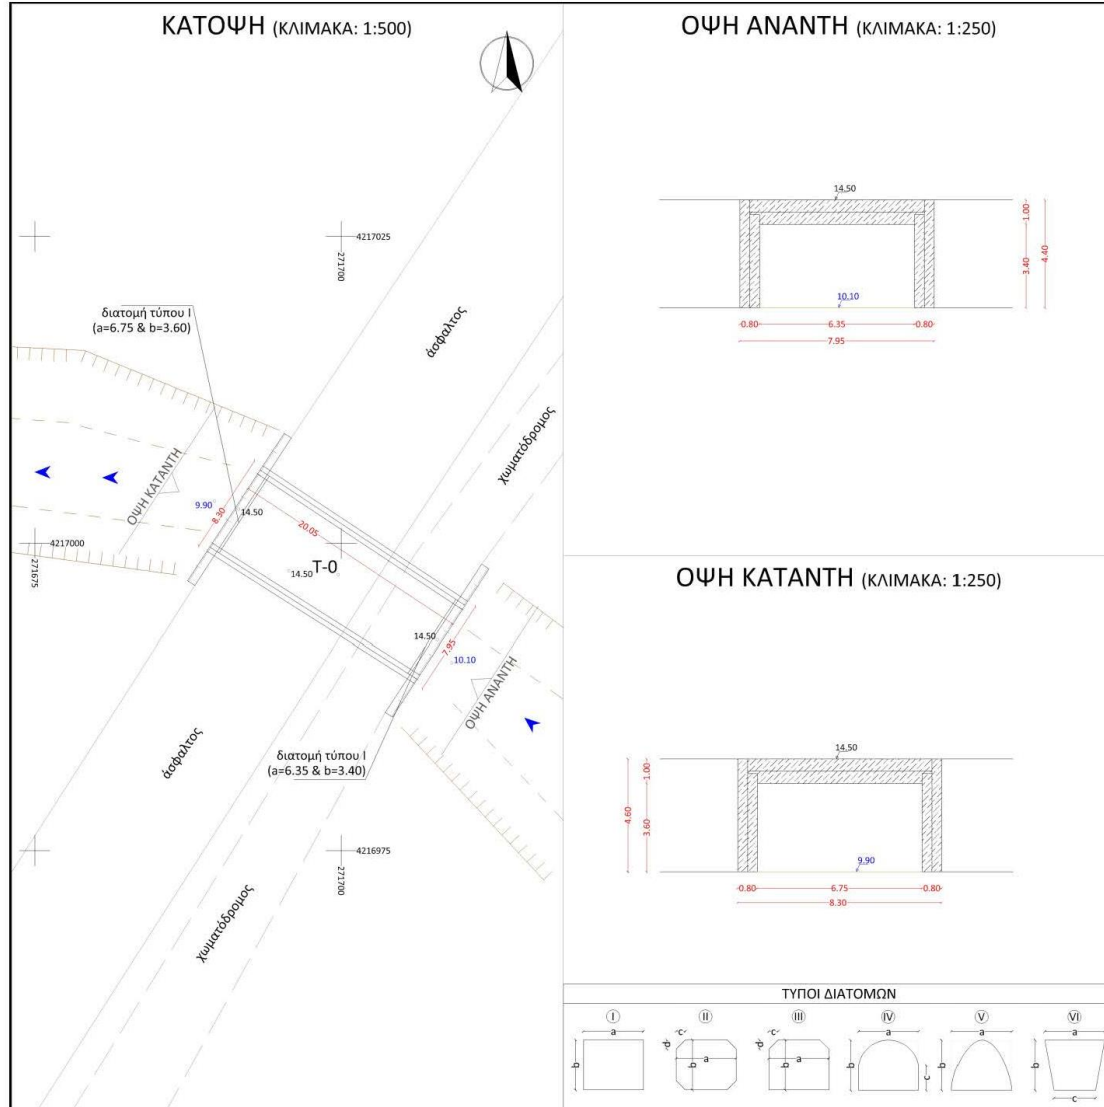 ΚΑΤΟΨΗ (ΚΛΙΜΑΚΑ: 1:500)
4217025
271700
διατομή τύπου Ι
(a=6.75 & b=3.60)
άσφαλτος
χωματόδρομος
ΟΨΗ ΚΑΤΑΝΤΗ
9.90
8.30
14.50
20.05
4217000
271675
14.50
T-0
14.50
7.95
10.10
ΟΨΗ ΑΝΑΝΤΗ
άσφαλτος
διατομή τύπου Ι
(a=6.35 & b=3.40)
4216975
271700
χωματόδρομος
ΟΨΗ ΑΝΑΝΤΗ (ΚΛΙΜΑΚΑ: 1:250)
14.50
1.00
3.40
4.40
10.10
0.80 6.35 0.80
7.95
ΟΨΗ ΚΑΤΑΝΤΗ (ΚΛΙΜΑΚΑ: 1:250)
14.50
1.00
4.60
3.60
9.90
0.80 6.75 0.80
8.30
ΤΥΠΟΙ ΔΙΑΤΟΜΩΝ
I II III IV V VI
a c c a a a
b d b a d b a b c b b
c